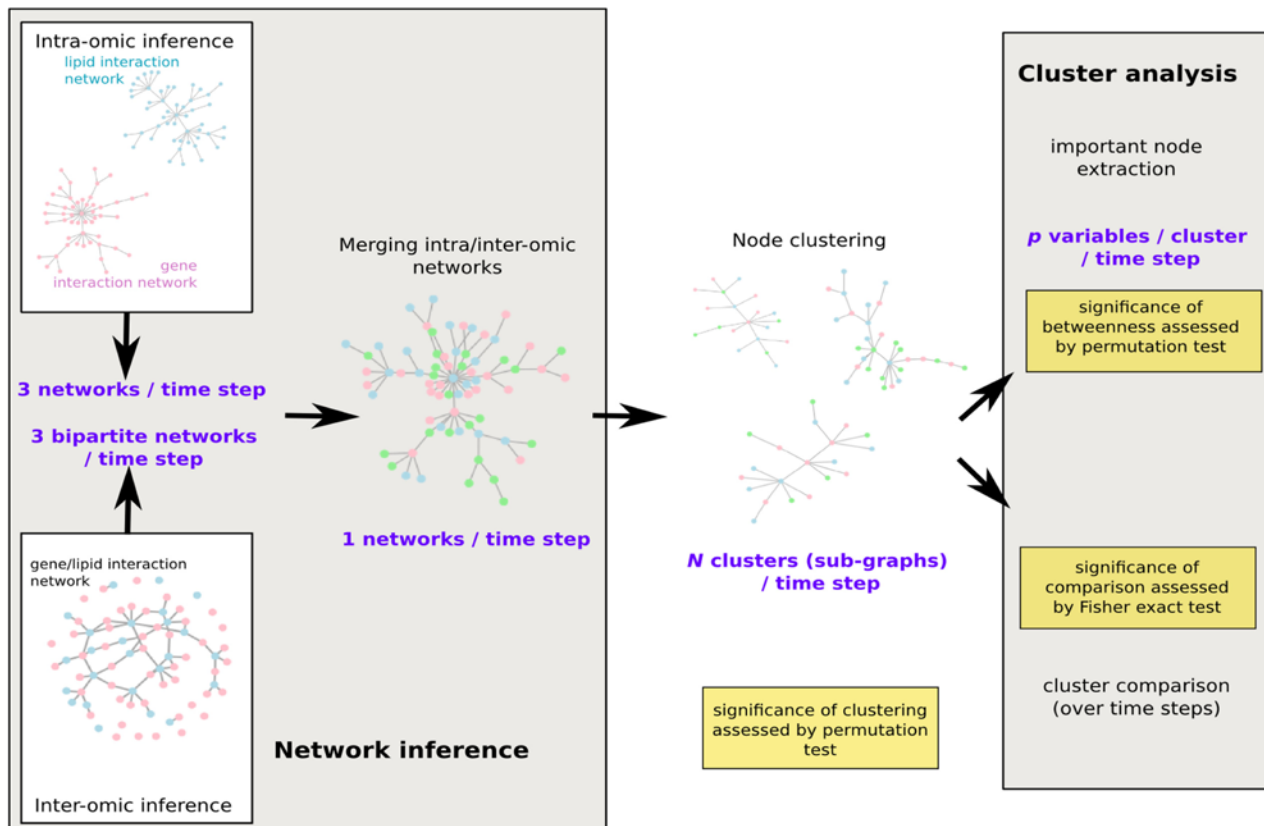 Intra-omic inference
lipid interaction
network
gene
interaction network
3 networks / time step
3 bipartite networks
/ time step
gene/lipid interaction
network
Inter-omic inference
Network inference
Merging intra/inter-omic
networks
1 networks / time step
Node clustering
N clusters (sub-graphs)
/ time step
significance of clustering
assessed by permutation
test
Cluster analysis
important node
extraction
p variables / cluster
/ time step
significance of
betweenness assessed
by permutation test
significance of
comparison assessed
by Fisher exact test
cluster comparison
(over time steps)